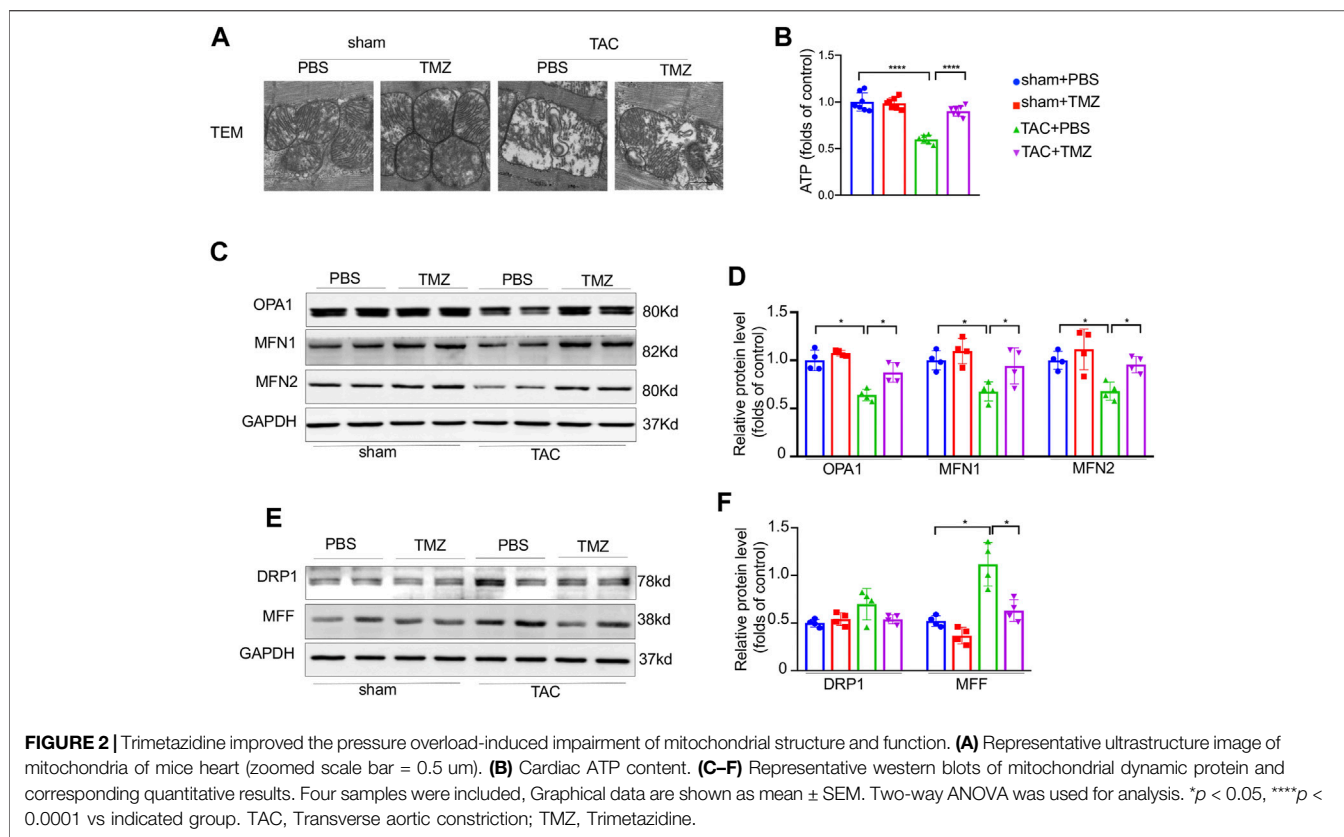 A
sham
TAC
PBS
TMZ
PBS
TMZ
TEM
B
ATP (folds of control)
1.5
1.0
0.5
0.0
****
****
sham+PBS
sham+TMZ
TAC+PBS
TAC+TMZ
C
PBS
TMZ
PBS
TMZ
OPA1
80Kd
MFN1
82Kd
MFN2
80Kd
GAPDH
37Kd
sham
TAC
D
Relative protein level
(folds of control)
1.5
1.0
0.5
0
*
*
*
*
*
*
OPA1
MFN1
MFN2
E
PBS
TMZ
PBS
TMZ
DRP1
78kd
MFF
38kd
GAPDH
37kd
sham
TAC
F
Relative protein level
(folds of control)
1.5
1.0
0.5
0
*
*
DRP1
MFF
FIGURE 2 | Trimetazidine improved the pressure overload-induced impairment of mitochondrial structure and function. (A) Representative ultrastructure image of
mitochondria of mice heart (zoomed scale bar = 0.5 um). (B) Cardiac ATP content. (C–F) Representative western blots of mitochondrial dynamic protein and
corresponding quantitative results. Four samples were included, Graphical data are shown as mean ± SEM. Two-way ANOVA was used for analysis. *p < 0.05, ****p <
0.0001 vs indicated group. TAC, Transverse aortic constriction; TMZ, Trimetazidine.